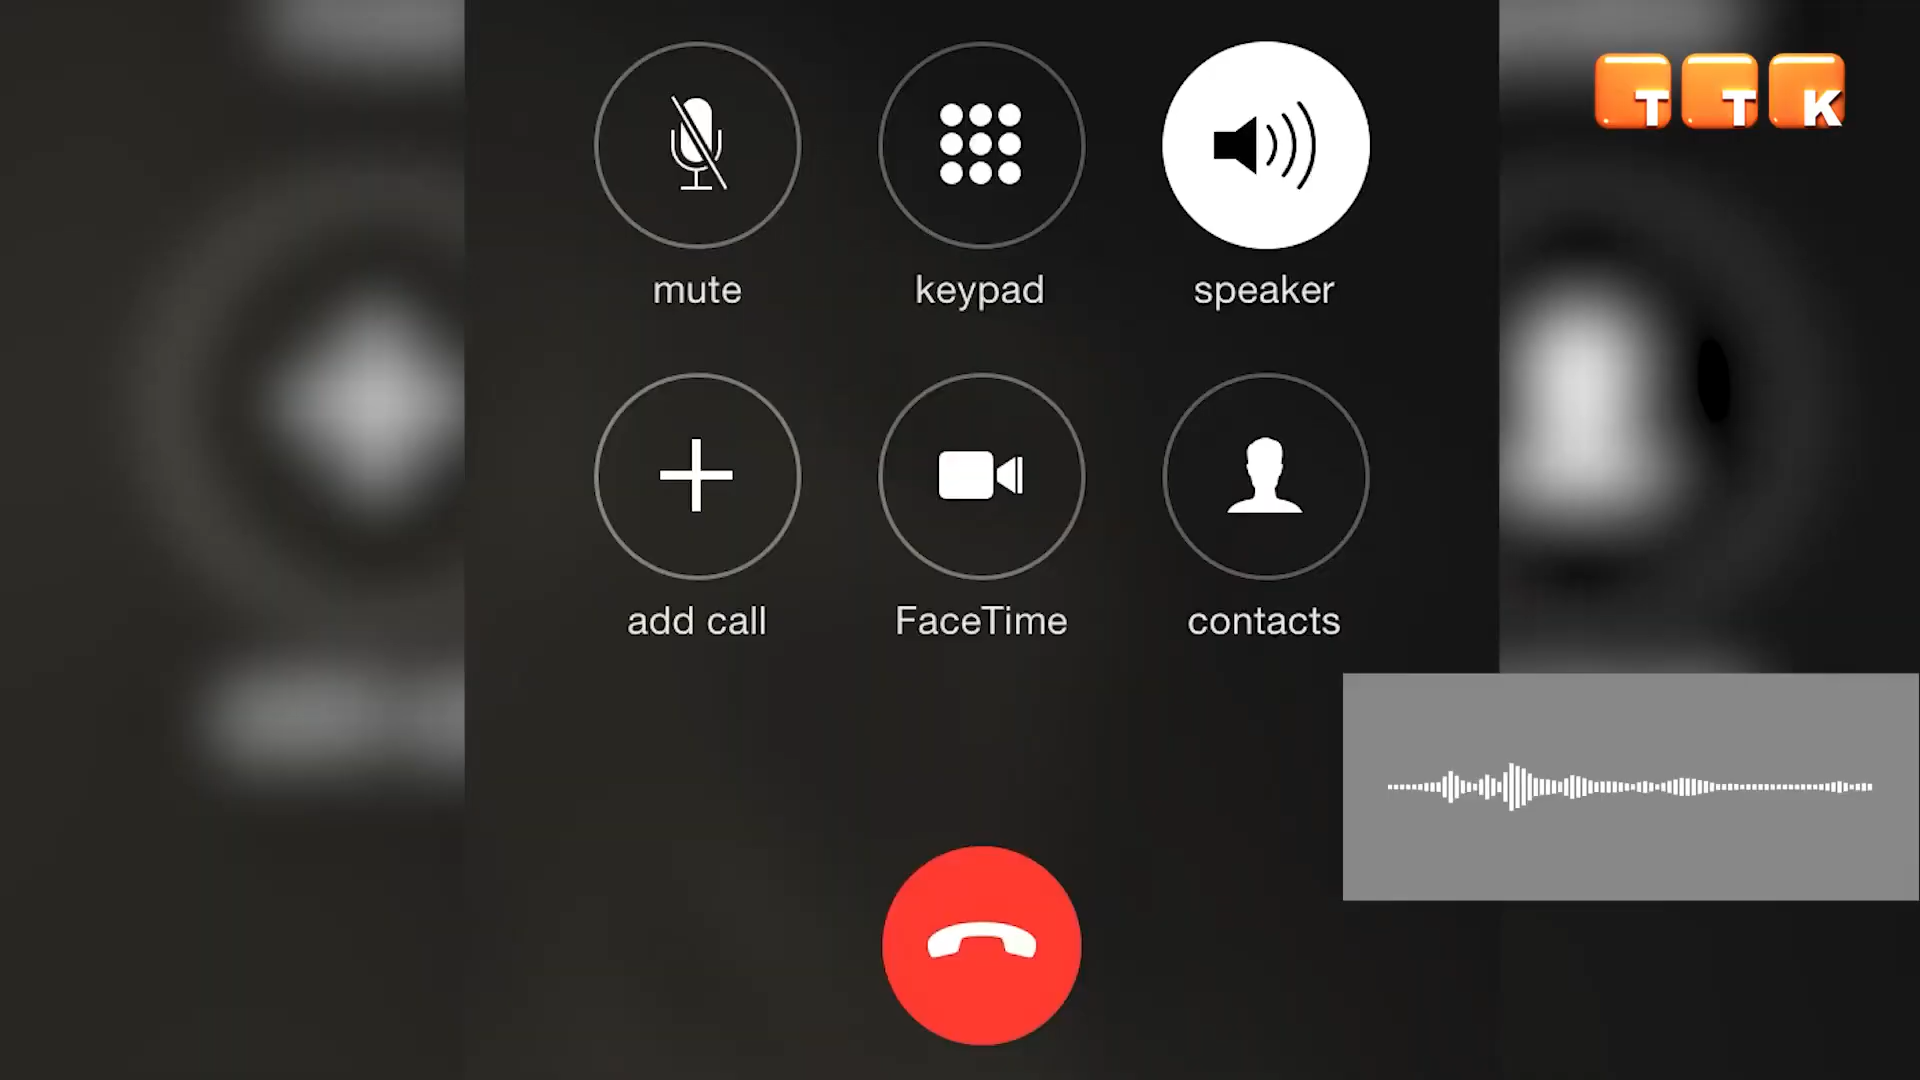 TTK
mute
keypad
speaker
add call
FaceTime
contacts